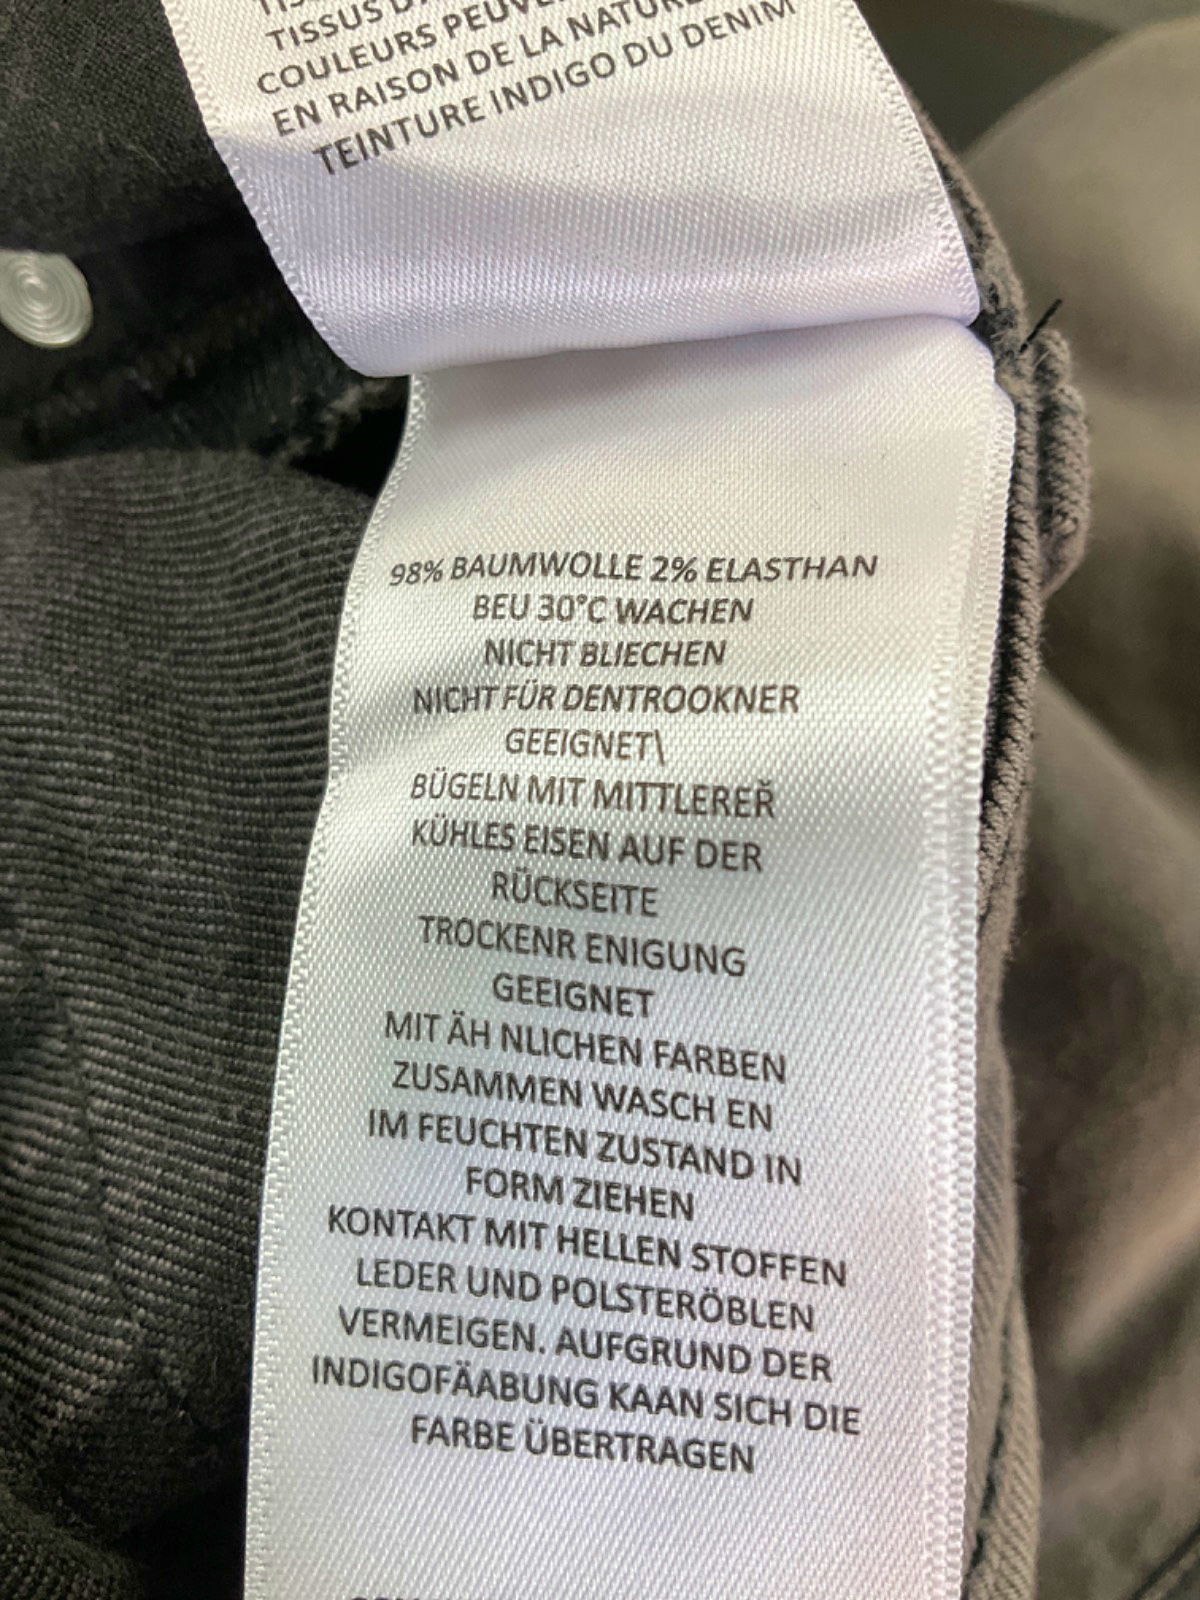 TISSUS
COULEURS
EN RAISON DE LA NATURE
TEINTURE INDIGO DU DENIM
98% BAUMWOLLE 2% ELASTHAN
BEU 30°C WACHEN
NICHT BLIECHEN
NICHT FÜR DENTROOKNER
GEEIGNET\
BÜGELN MIT MITTLEREŘ
KÜHLES EISEN AUF DER
RÜCKSEITE
TROCKENR ENIGUNG
GEEIGNET
MIT ÄH NLICHEN FARBEN
ZUSAMMEN WASCH EN
IM FEUCHTEN ZUSTAND IN
FORM ZIEHEN
KONTAKT MIT HELLEN STOFFEN
LEDER UND POLSTERÖBLEN
VERMEIGEN. AUFGRUND DER
INDIGOFÄABUNG KAAN SICH DIE
FARBE ÜBERTRAGEN